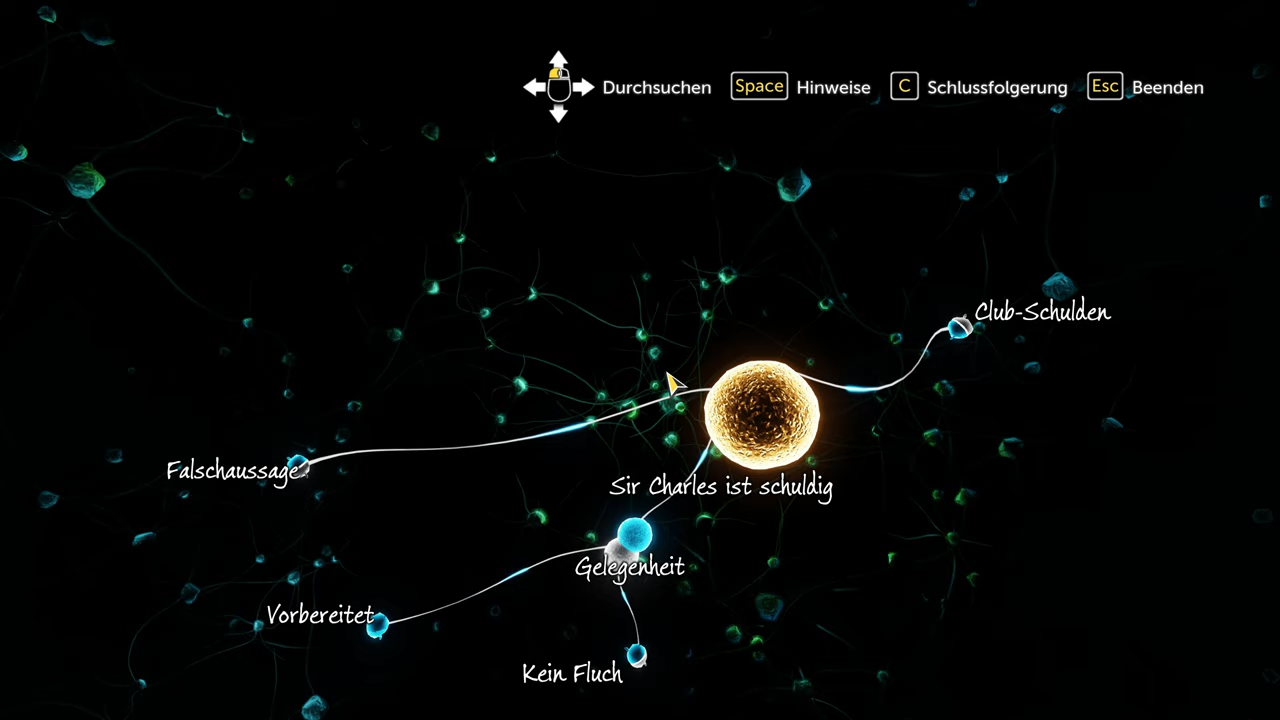 Durchsuchen
Space Hinweise
C Schlussfolgerung
Esc Beenden
Club-Schulden
Falschaussage
Sir Charles ist schuldig
Gelegenheit
Vorbereitet
Kein Fluch